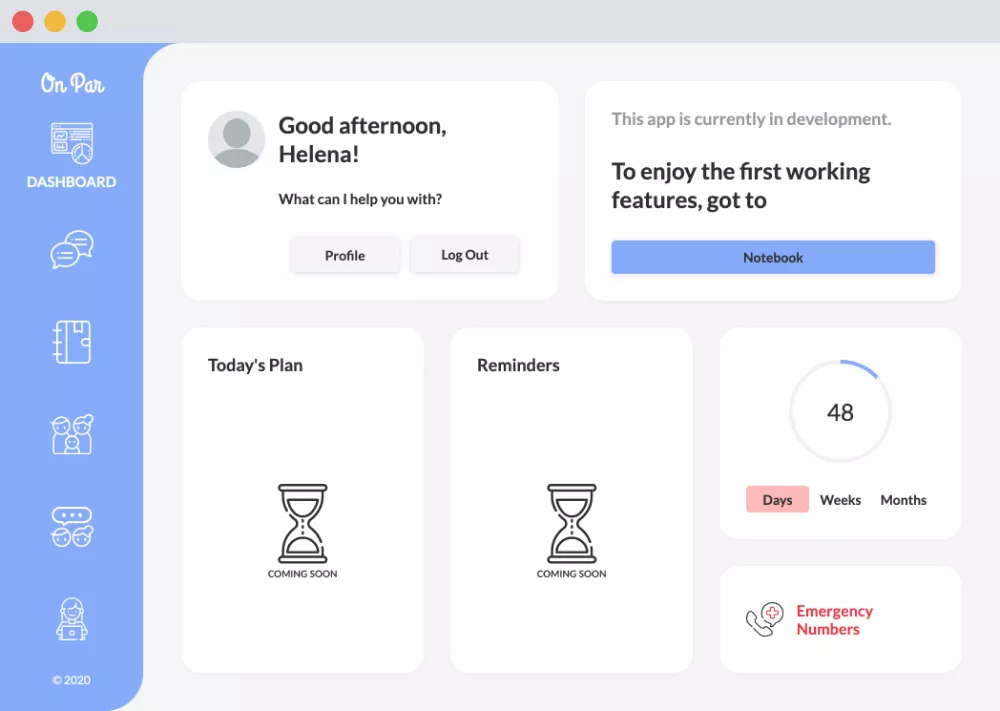 On Par
DASHBOARD
© 2020
Good afternoon,
Helena!
What can I help you with?
Profile
Log Out
This app is currently in development.
To enjoy the first working
features, got to
Notebook
Today's Plan
COMING SOON
Reminders
COMING SOON
48
Days Weeks Months
Emergency
Numbers